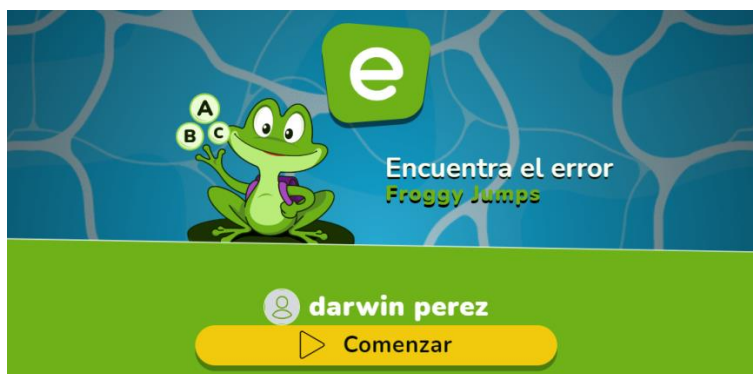 e
A
B C
Encuentra el error
Froggy Jumps
darwin perez
Comenzar